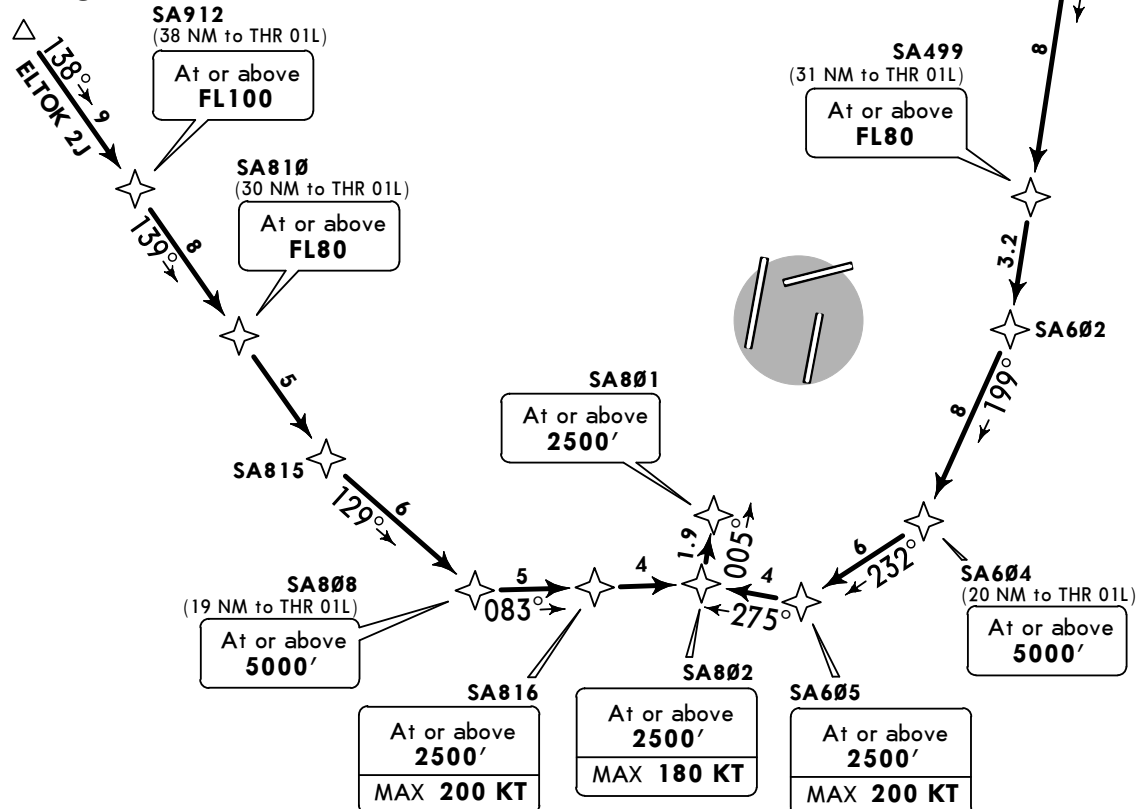 SA912
(38 NM to THR 01L)
At or above
FL100
138°
9
ELTOK 2J
SA81Ø
(30 NM to THR 01L)
At or above
FL80
139°
8
8
SA499
(31 NM to THR 01L)
At or above
FL80
3.2
SA6Ø2
5
SA8Ø1
At or above
2500′
8
199°
SA815
129°
6
1.9
005°
SA8Ø8
(19 NM to THR 01L)
At or above
5000′
5
083°
4
4
275°
6
232°
SA6Ø4
(20 NM to THR 01L)
At or above
5000′
SA816
At or above
2500′
MAX 200 KT
SA8Ø2
At or above
2500′
MAX 180 KT
SA6Ø5
At or above
2500′
MAX 200 KT